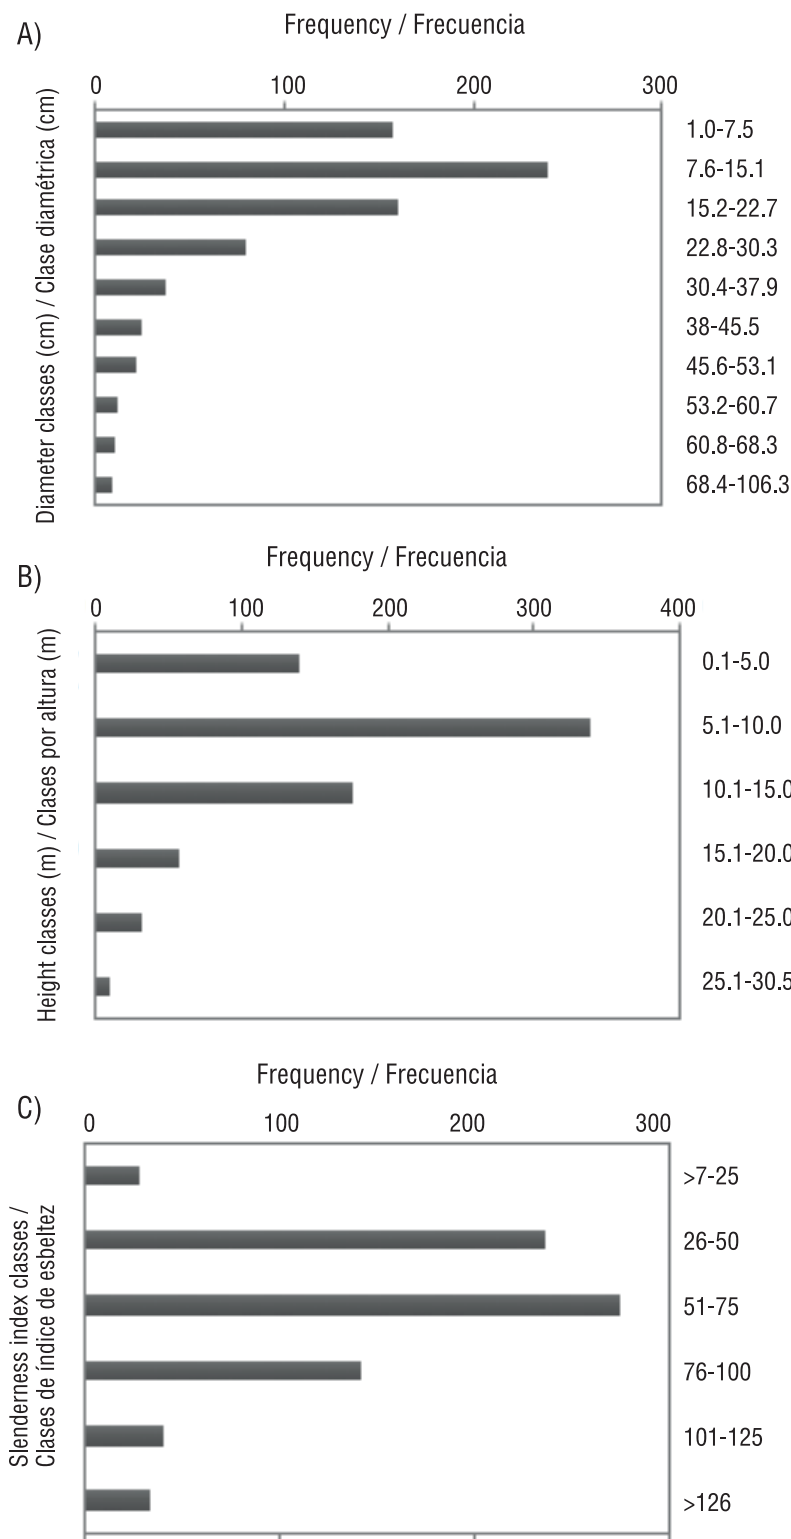 A)
Frequency / Frecuencia
0 100 200 300
Diameter classes (cm) / Clase diamétrica (cm)
1.0-7.5
7.6-15.1
15.2-22.7
22.8-30.3
30.4-37.9
38-45.5
45.6-53.1
53.2-60.7
60.8-68.3
68.4-106.3
B)
Frequency / Frecuencia
0 100 200 300 400
Height classes (m) / Clases por altura (m)
0.1-5.0
5.1-10.0
10.1-15.0
15.1-20.0
20.1-25.0
25.1-30.5
C)
Frequency / Frecuencia
0 100 200 300
Slenderness index classes /
Clases de índice de esbeltez
>7-25
26-50
51-75
76-100
101-125
>126